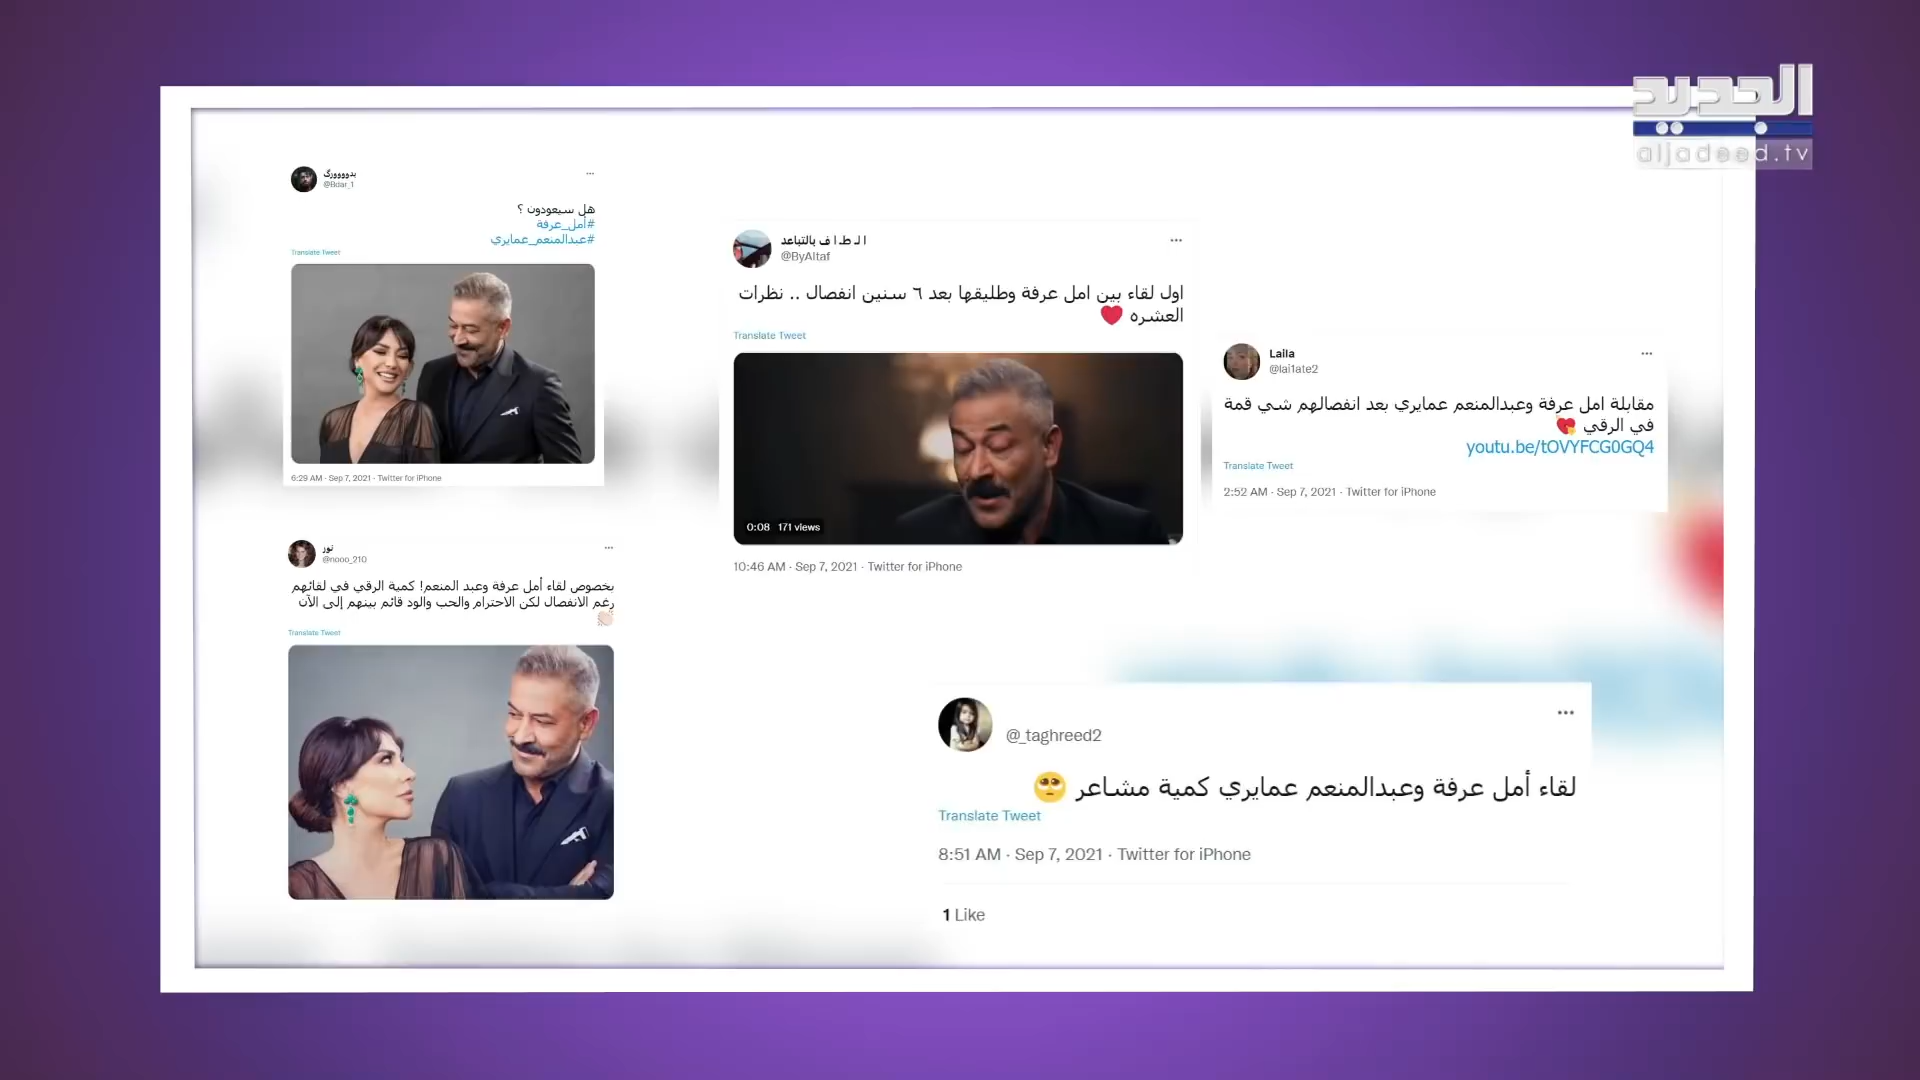 الجديد
aljadeed.tv
بدووووزگ
@Bdar_1
هل سيعودون ؟
#أمل_عرفة
#عبدالمنعم_عمايري
Translate Tweet
6:29 AM · Sep 7, 2021 · Twitter for iPhone
نور
@nooo_210
بخصوص لقاء أمل عرفة وعبد المنعم! كمية الرقي في لقائهم
رغم الانفصال لكن الاحترام والحب والود قائم بينهم إلى الآن
👏🏻
Translate Tweet
ا لـ طـ ا ف بالتباعد
@ByAltaf
اول لقاء بين امل عرفة وطليقها بعد ٦ سنين انفصال .. نظرات
العشره ❤️
Translate Tweet
0:08 171 views
10:46 AM · Sep 7, 2021 · Twitter for iPhone
Laila
@lai1ate2
مقابلة امل عرفة وعبدالمنعم عمايري بعد انفصالهم شي قمة
في الرقي 💘
youtu.be/tOVYFCG0GQ4
Translate Tweet
2:52 AM · Sep 7, 2021 · Twitter for iPhone
@_taghreed2
لقاء أمل عرفة وعبدالمنعم عمايري كمية مشاعر 🥺
Translate Tweet
8:51 AM · Sep 7, 2021 · Twitter for iPhone
1 Like